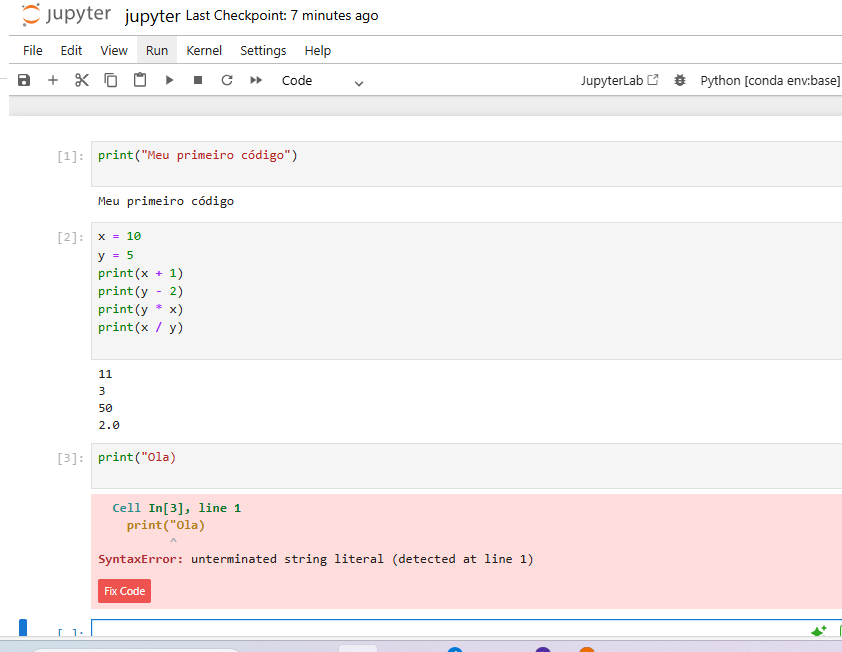 jupyter jupyter Last Checkpoint: 7 minutes ago
File Edit View Run Kernel Settings Help
Code JupyterLab Python [conda env:base]
[1]: print("Meu primeiro código")
Meu primeiro código
[2]: x = 10
y = 5
print(x + 1)
print(y - 2)
print(y * x)
print(x / y)
11
3
50
2.0
[3]: print("Ola)
Cell In[3], line 1
print("Ola)
^
SyntaxError: unterminated string literal (detected at line 1)
Fix Code
[ ]: